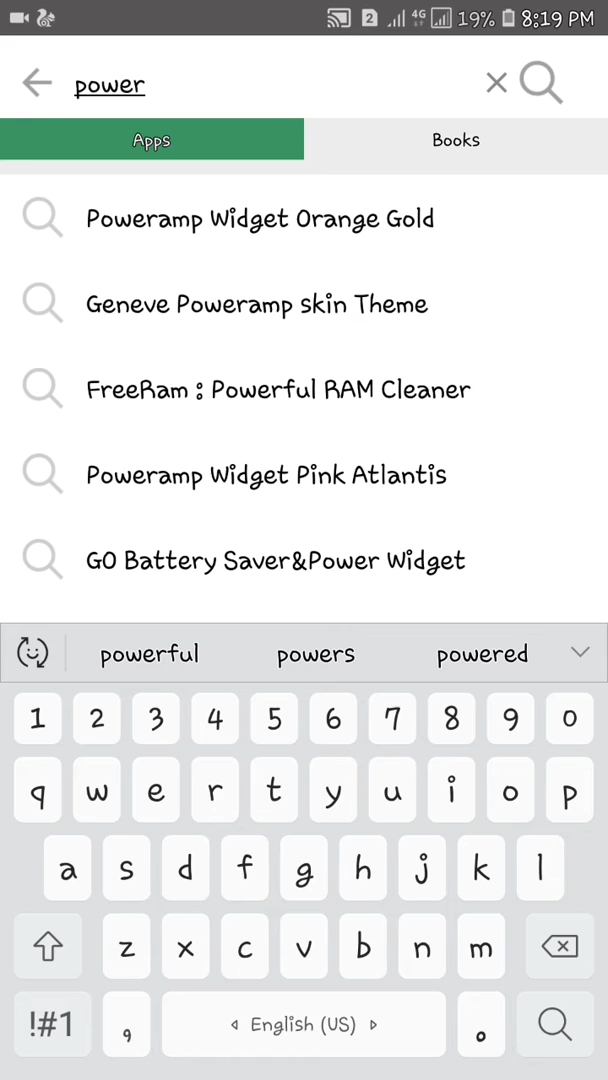 2 4G 19% 8:19 PM
power
Apps Books
Poweramp Widget Orange Gold
Geneve Poweramp skin Theme
FreeRam : Powerful RAM Cleaner
Poweramp Widget Pink Atlantis
GO Battery Saver&Power Widget
powerful powers powered
1 2 3 4 5 6 7 8 9 0
q w e r t y u i o p
a s d f g h j k l
z x c v b n m
!#1 , English (US) .